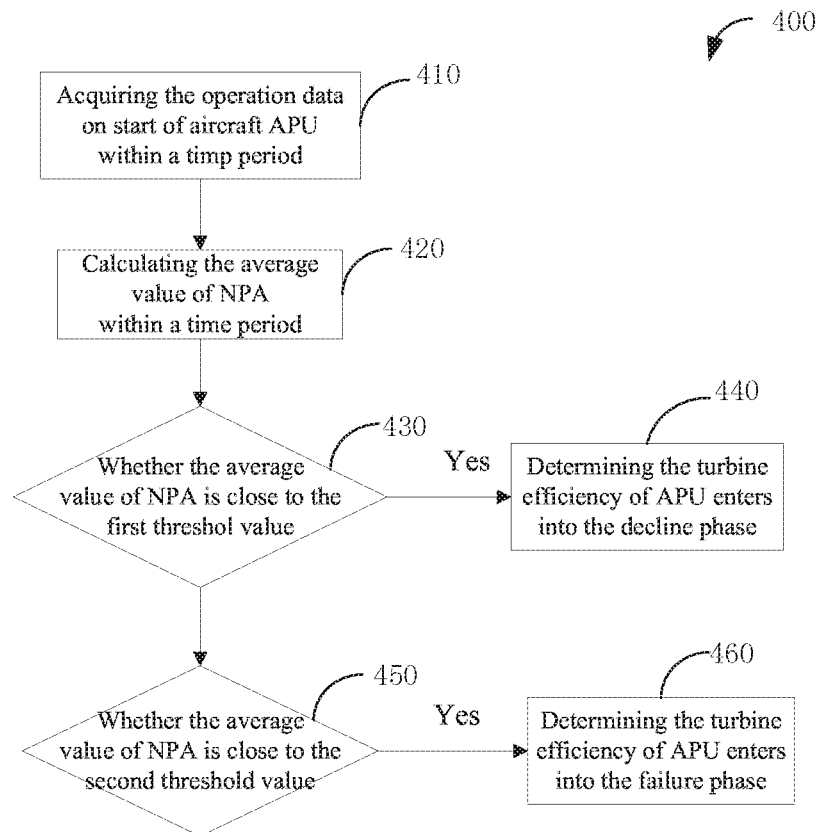 400
410
Acquiring the operation data
on start of aircraft APU
within a timp period
420
Calculating the average
value of NPA
within a time period
430
Whether the average
value of NPA is close to the
first threshol value
Yes
440
Determining the turbine
efficiency of APU enters
into the decline phase
450
Whether the average
value of NPA is close to the
second threshold value
Yes
460
Determining the turbine
efficiency of APU enters
into the failure phase